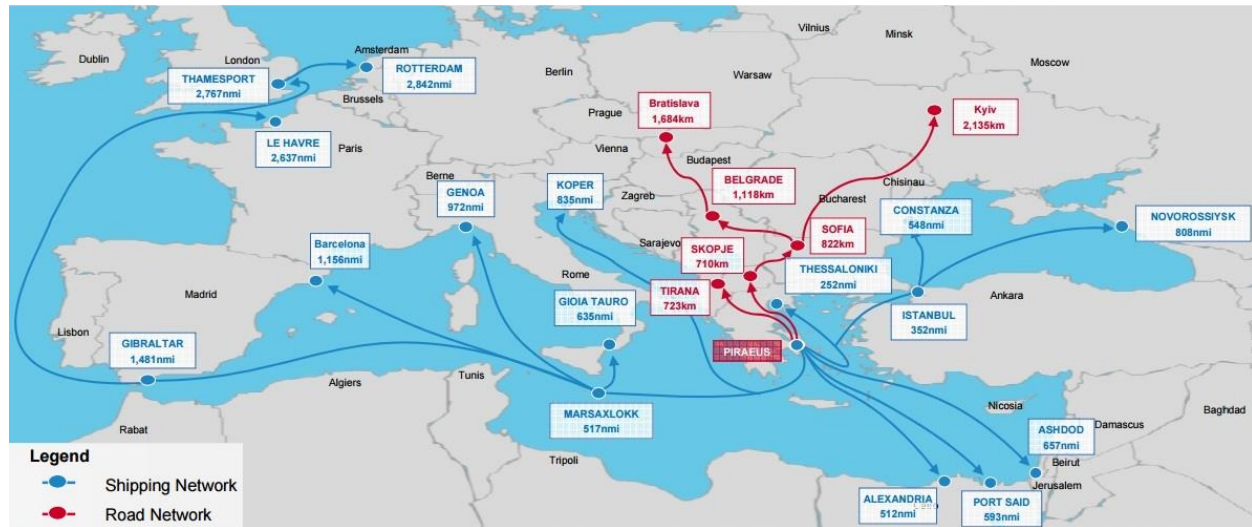 Dublin
London
Amsterdam
THAMESPORT
2,767nmi
ROTTERDAM
2,842nmi
Brussels
LE HAVRE
2,637nmi
Paris
Berlin
Prague
Warsaw
Vilnius
Minsk
Moscow
Bratislava
1,684km
Kyiv
2,135km
Vienna
Budapest
Berne
GENOA
972nmi
KOPER
835nmi
Zagreb
BELGRADE
1,118km
Bucharest
Chisinau
CONSTANZA
548nmi
NOVOROSSIYSK
808nmi
Barcelona
1,156nmi
Sarajevo
SKOPJE
710km
SOFIA
822km
Madrid
Rome
TIRANA
723km
THESSALONIKI
252nmi
Ankara
GIOIA TAURO
635nmi
ISTANBUL
352nmi
Lisbon
GIBRALTAR
1,481nmi
PIRAEUS
Algiers
Tunis
Rabat
MARSAXLOKK
517nmi
Nicosia
Damascus
Baghdad
ASHDOD
657nmi
Beirut
Jerusalem
Tripoli
ALEXANDRIA
512nmi
PORT SAID
593nmi
Legend
Shipping Network
Road Network